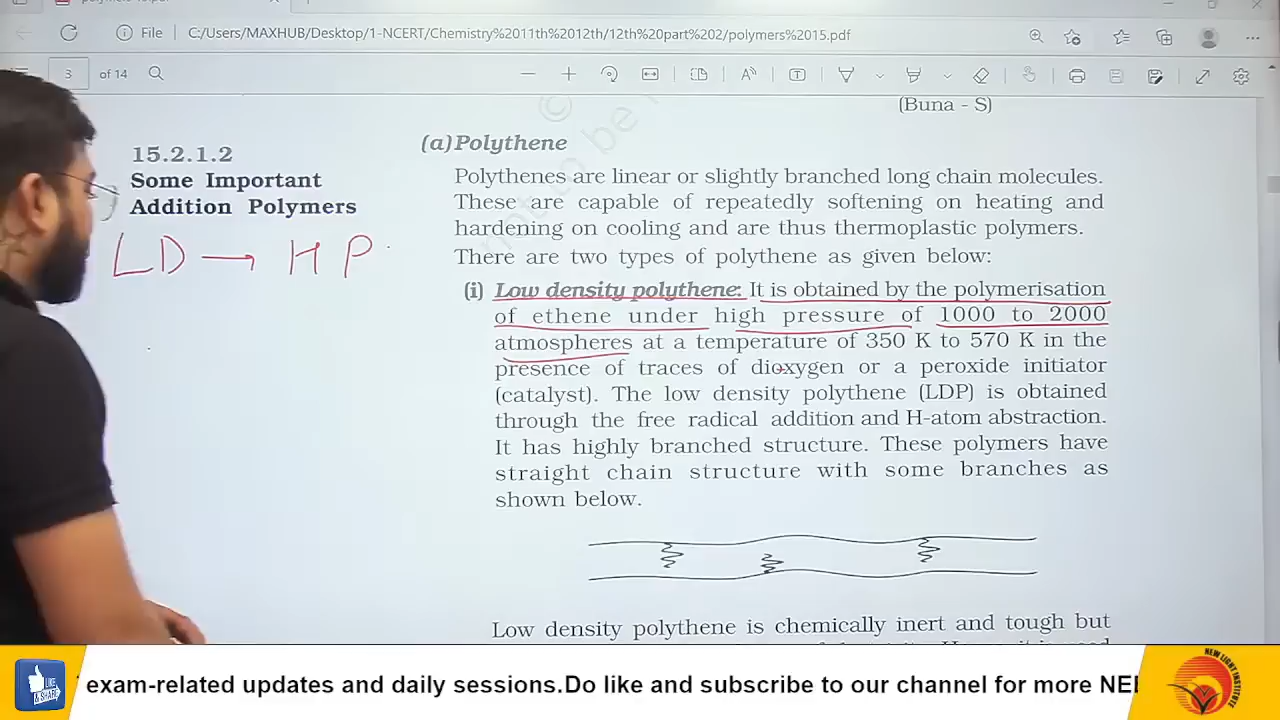 File C:/Users/MAXHUB/Desktop/1-NCERT/Chemistry%2011th%2012th/12th%20part%202/polymers%2015.pdf
3 of 14
(Buna - S)
15.2.1.2
Some Important
Addition Polymers
LD → HP
(a) Polythene
Polythenes are linear or slightly branched long chain molecules.
These are capable of repeatedly softening on heating and
hardening on cooling and are thus thermoplastic polymers.
There are two types of polythene as given below:
(i) Low density polythene: It is obtained by the polymerisation
of ethene under high pressure of 1000 to 2000
atmospheres at a temperature of 350 K to 570 K in the
presence of traces of dioxygen or a peroxide initiator
(catalyst). The low density polythene (LDP) is obtained
through the free radical addition and H-atom abstraction.
It has highly branched structure. These polymers have
straight chain structure with some branches as
shown below.
Low density polythene is chemically inert and tough but
LIKE & SHARE
exam-related updates and daily sessions.Do like and subscribe to our channel for more NE
NEW LIGHT INSTITUTE